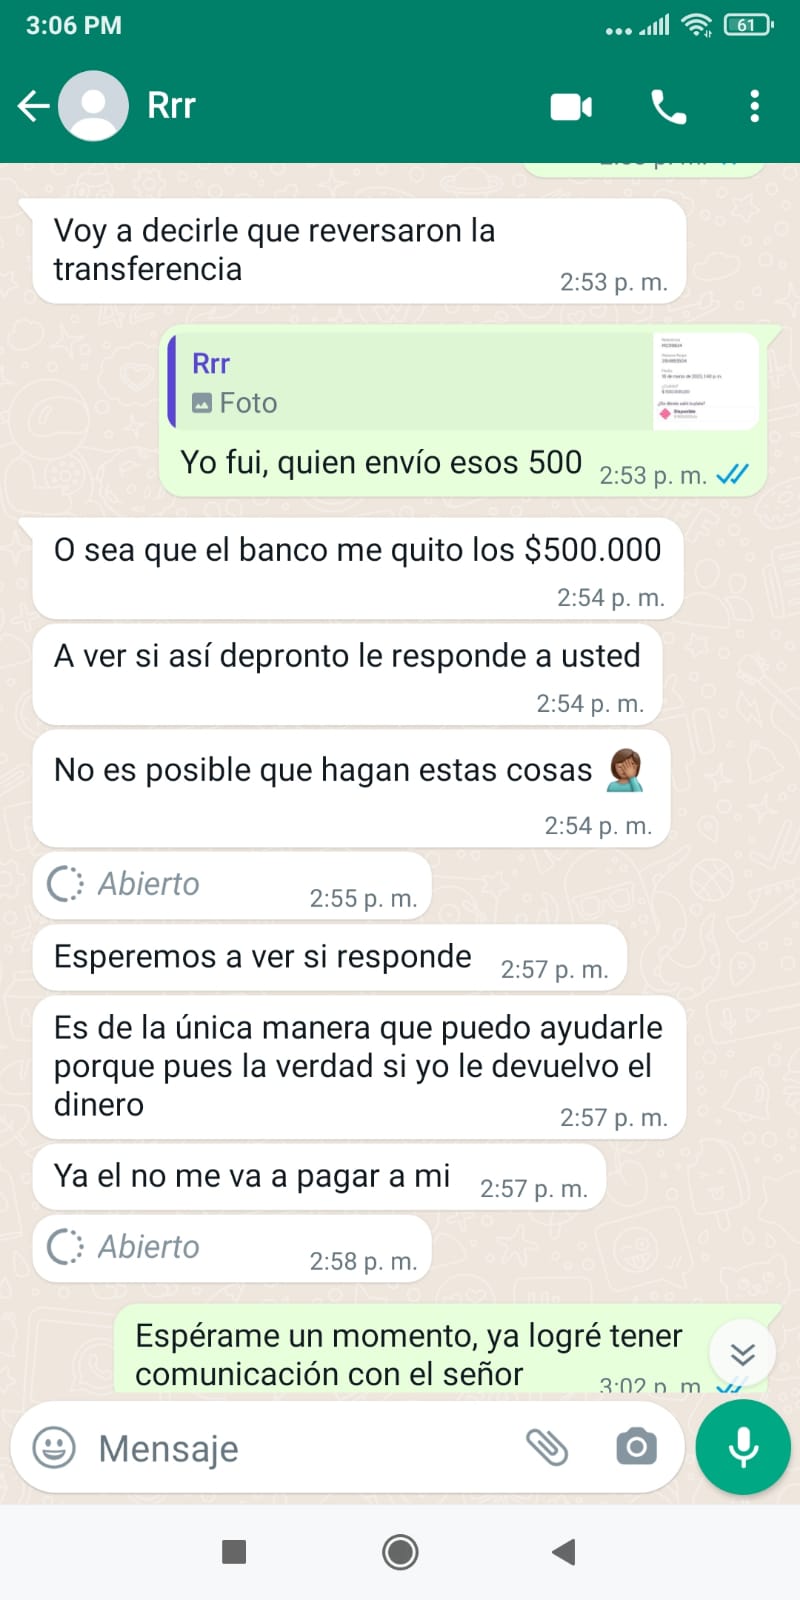 3:06 PM
61
Rrr
Voy a decirle que reversaron la
transferencia
2:53 p. m.
Rrr
Foto
Yo fui, quien envío esos 500
2:53 p. m.
O sea que el banco me quito los $500.000
2:54 p. m.
A ver si así depronto le responde a usted
2:54 p. m.
No es posible que hagan estas cosas 🤦🏾‍♀️
2:54 p. m.
Abierto
2:55 p. m.
Esperemos a ver si responde
2:57 p. m.
Es de la única manera que puedo ayudarle
porque pues la verdad si yo le devuelvo el
dinero
2:57 p. m.
Ya el no me va a pagar a mi
2:57 p. m.
Abierto
2:58 p. m.
Espérame un momento, ya logré tener
comunicación con el señor
3:02 p. m.
Mensaje